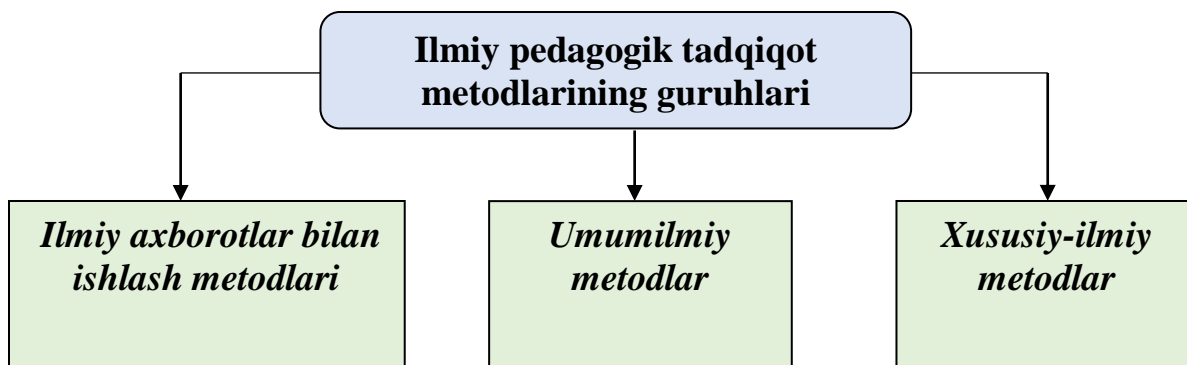 Ilmiy pedagogik tadqiqot
metodlarining guruhlari
Ilmiy axborotlar bilan
ishlash metodlari
Umumilmiy
metodlar
Xususiy-ilmiy
metodlar